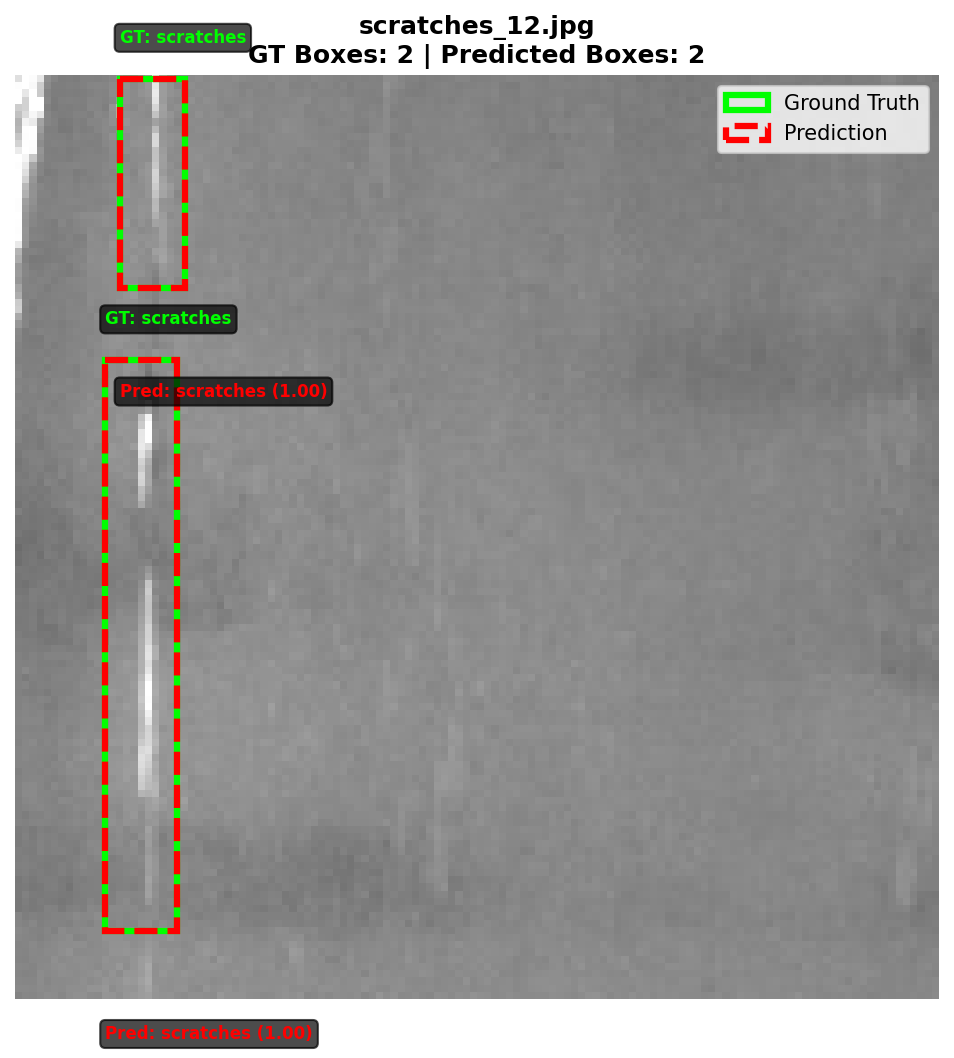 scratches_12.jpg
GT Boxes: 2 | Predicted Boxes: 2
GT: scratches
Ground Truth
Prediction
GT: scratches
Pred: scratches (1.00)
Pred: scratches (1.00)